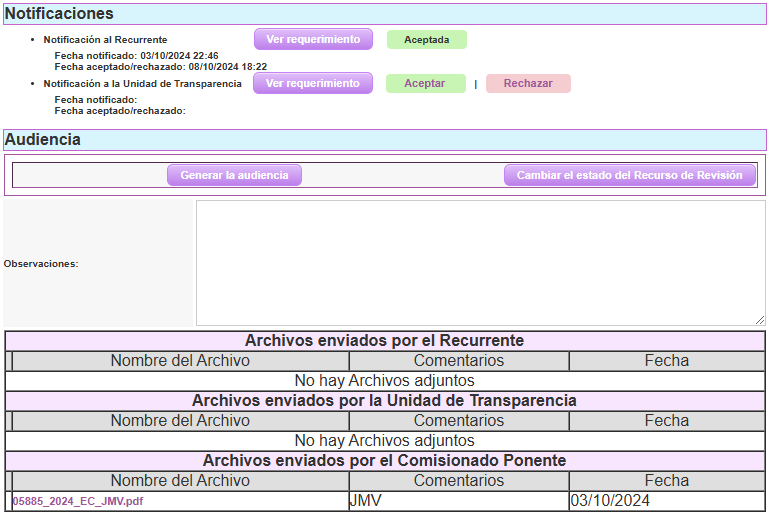 Notificaciones
• Notificación al Recurrente Ver requerimiento Aceptada
Fecha notificado: 03/10/2024 22:46
Fecha aceptado/rechazado: 08/10/2024 18:22
• Notificación a la Unidad de Transparencia Ver requerimiento Aceptar | Rechazar
Fecha notificado:
Fecha aceptado/rechazado:
Audiencia
Generar la audiencia Cambiar el estado del Recurso de Revisión
Observaciones:
Archivos enviados por el Recurrente
Nombre del Archivo Comentarios Fecha
No hay Archivos adjuntos
Archivos enviados por la Unidad de Transparencia
Nombre del Archivo Comentarios Fecha
No hay Archivos adjuntos
Archivos enviados por el Comisionado Ponente
Nombre del Archivo Comentarios Fecha
05885_2024_EC_JMV.pdf JMV 03/10/2024